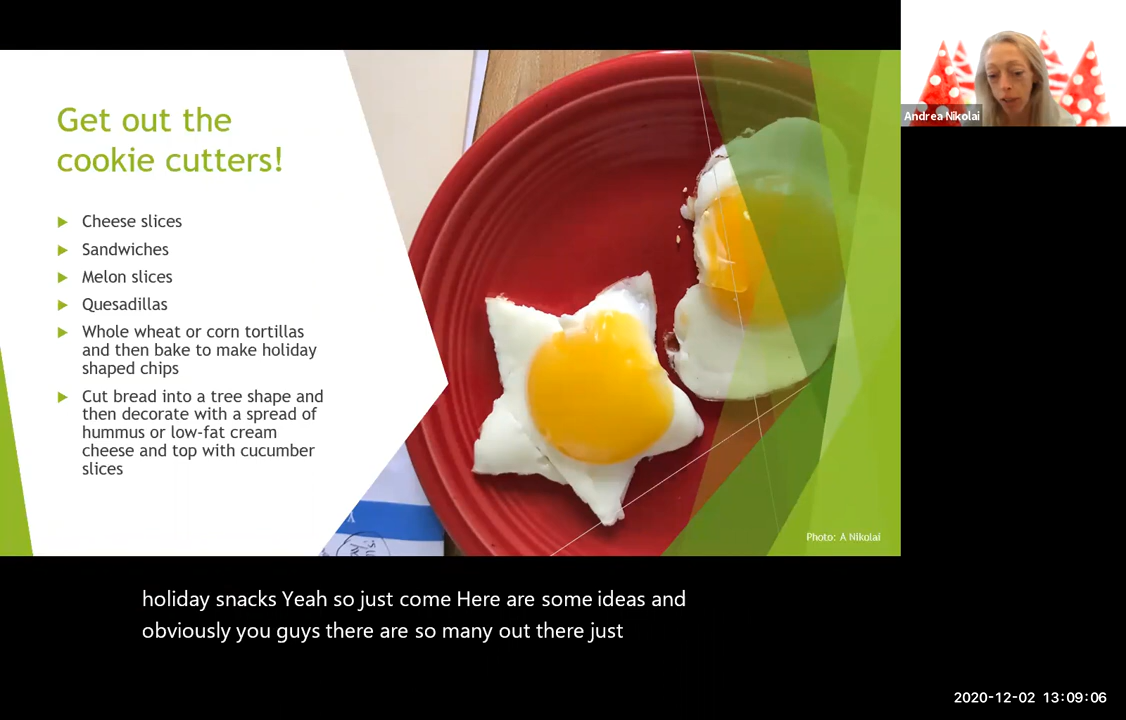 Get out the
cookie cutters!
Cheese slices
Sandwiches
Melon slices
Quesadillas
Whole wheat or corn tortillas
and then bake to make holiday
shaped chips
Cut bread into a tree shape and
then decorate with a spread of
hummus or low-fat cream
cheese and top with cucumber
slices
Photo: A Nikolai
Andrea Nikolai
holiday snacks Yeah so just come Here are some ideas and
obviously you guys there are so many out there just
2020-12-02 13:09:06